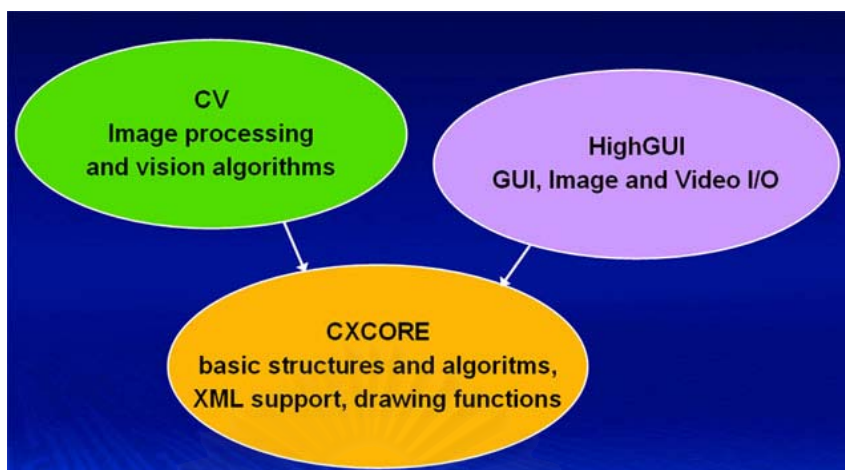 CV
Image processing
and vision algorithms
HighGUI
GUI, Image and Video I/O
CXCORE
basic structures and algoritms,
XML support, drawing functions